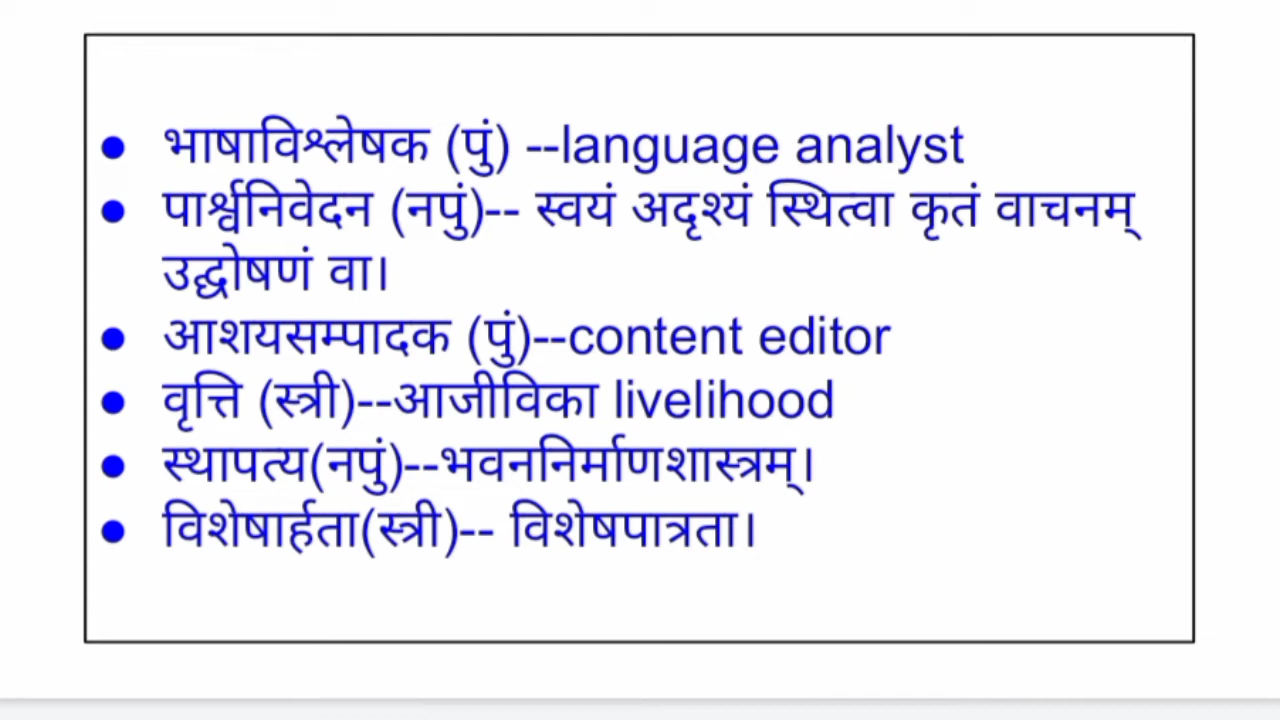 ● भाषाविश्लेषक (पुं) --language analyst
● पार्श्वनिवेदन (नपुं)-- स्वयं अदृश्यं स्थित्वा कृतं वाचनम्
उद्घोषणं वा।
● आशयसम्पादक (पुं)--content editor
● वृत्ति (स्त्री)--आजीविका livelihood
● स्थापत्य(नपुं)--भवननिर्माणशास्त्रम्।
● विशेषार्हता(स्त्री)-- विशेषपात्रता।